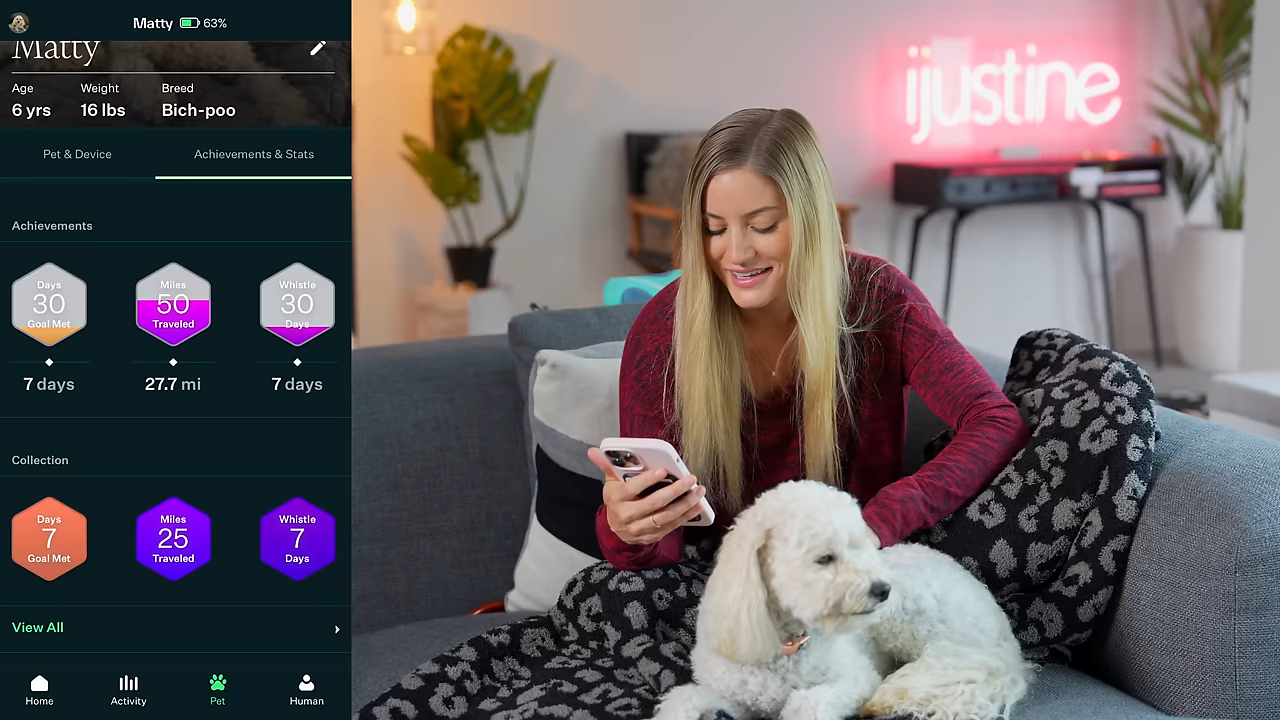 Matty 63%
Matty
Age Weight Breed
6 yrs 16 lbs Bich-poo
Pet & Device Achievements & Stats
Achievements
Days
30
Goal Met
Miles
50
Traveled
Whistle
30
Days
7 days 27.7 mi 7 days
Collection
Days
7
Goal Met
Miles
25
Traveled
Whistle
7
Days
View All
Home Activity Pet Human
ijustine